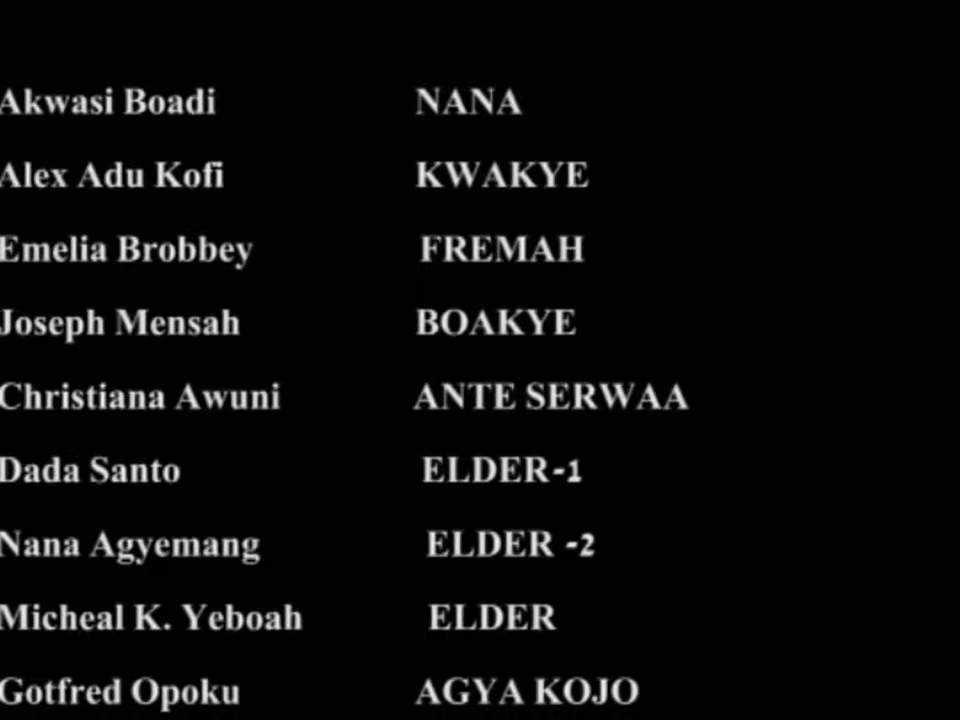 Akwasi Boadi NANA
Alex Adu Kofi KWAKYE
Emelia Brobbey FREMAH
Joseph Mensah BOAKYE
Christiana Awuni ANTE SERWAA
Dada Santo ELDER-1
Nana Agyemang ELDER -2
Micheal K. Yeboah ELDER
Gotfred Opoku AGYA KOJO